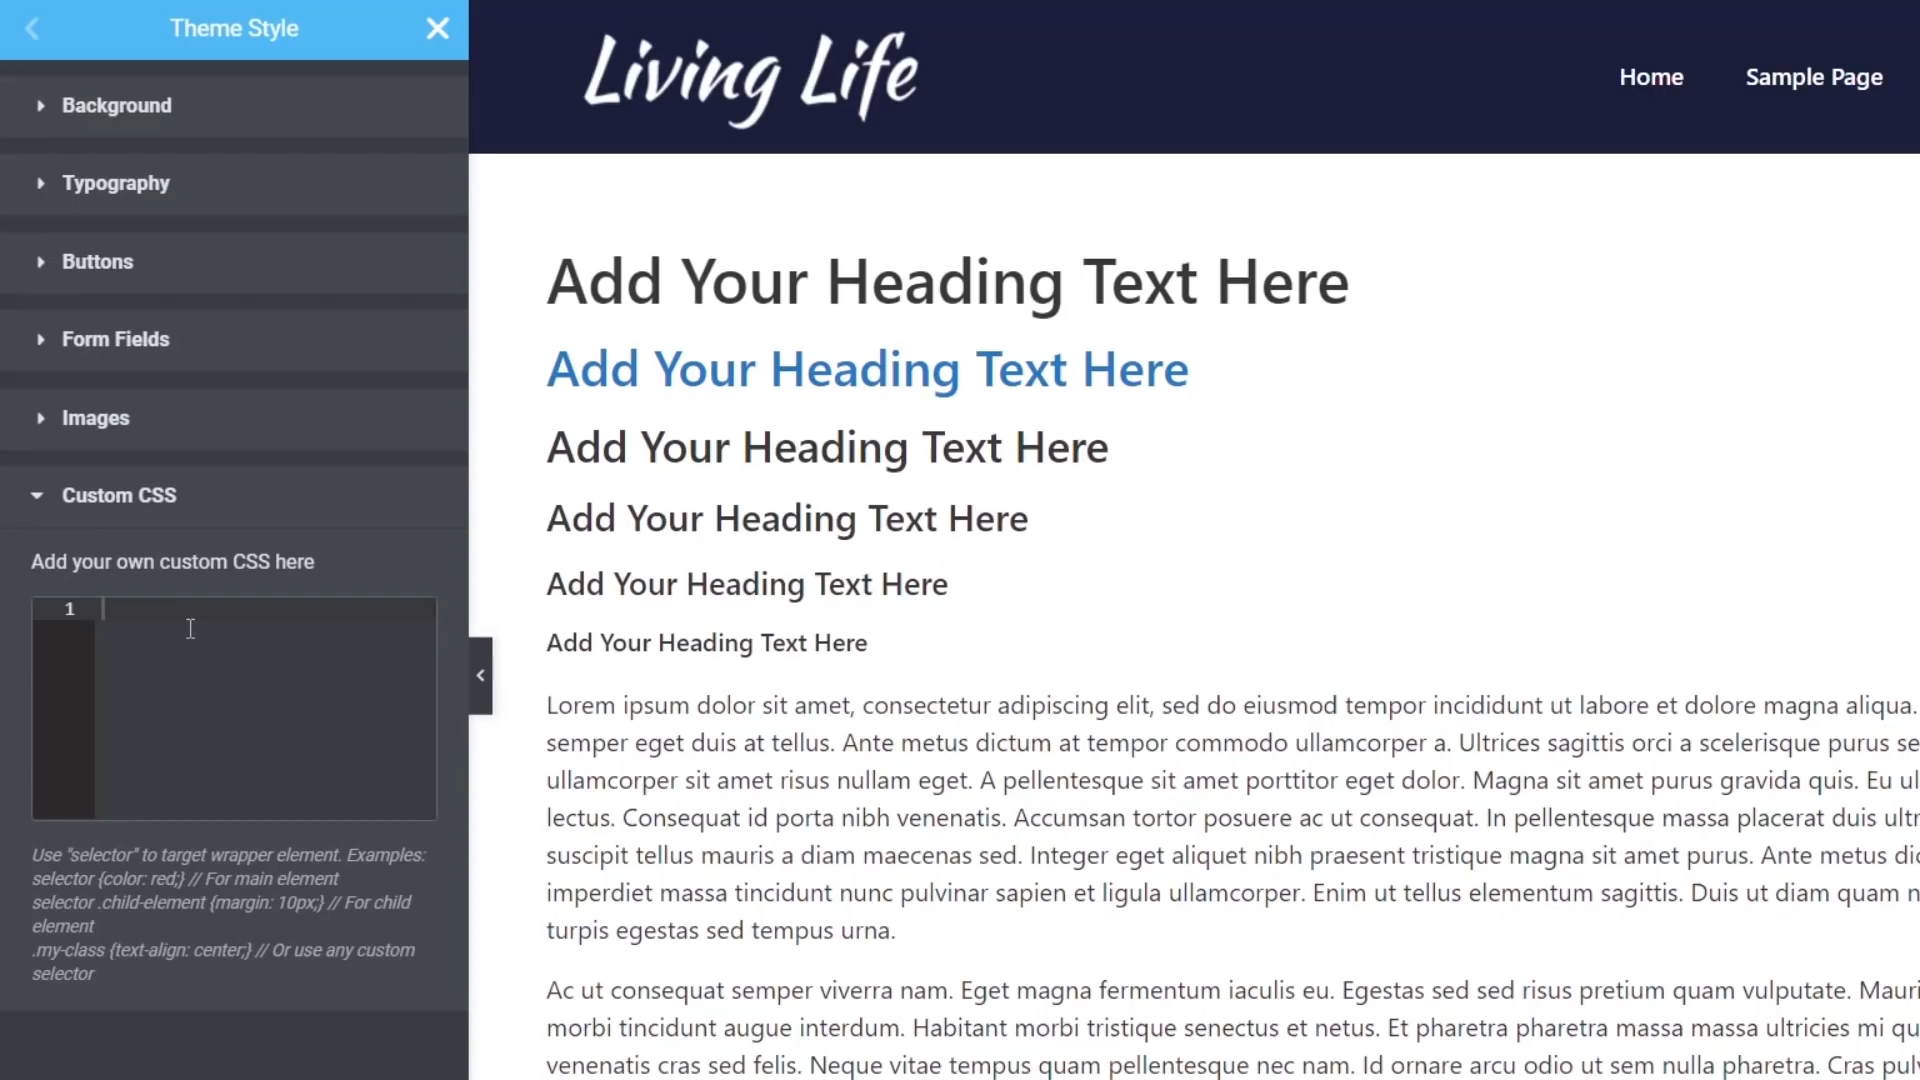 Theme Style
Background
Typography
Buttons
Form Fields
Images
Custom CSS
Add your own custom CSS here
1
Use "selector" to target wrapper element. Examples:
selector {color: red;} // For main element
selector .child-element {margin: 10px;} // For child
element
.my-class {text-align: center;} // Or use any custom
selector
Living Life
Home
Sample Page
Add Your Heading Text Here
Add Your Heading Text Here
Add Your Heading Text Here
Add Your Heading Text Here
Add Your Heading Text Here
Add Your Heading Text Here
Lorem ipsum dolor sit amet, consectetur adipiscing elit, sed do eiusmod tempor incididunt ut labore et dolore magna aliqua.
semper eget duis at tellus. Ante metus dictum at tempor commodo ullamcorper a. Ultrices sagittis orci a scelerisque purus
ullamcorper sit amet risus nullam eget. A pellentesque sit amet porttitor eget dolor. Magna sit amet purus gravida quis. Eu
lectus. Consequat id porta nibh venenatis. Accumsan tortor posuere ac ut consequat. In pellentesque massa placerat duis
suscipit tellus mauris a diam maecenas sed. Integer eget aliquet nibh praesent tristique magna sit amet purus. Ante metus
imperdiet massa tincidunt nunc pulvinar sapien et ligula ullamcorper. Enim ut tellus elementum sagittis. Duis ut diam quam
turpis egestas sed tempus urna.
Ac ut consequat semper viverra nam. Eget magna fermentum iaculis eu. Egestas sed sed risus pretium quam vulputate.
morbi tincidunt augue interdum. Habitant morbi tristique senectus et netus. Et pharetra pharetra massa massa ultricies mi
venenatis cras sed felis. Neque vitae tempus quam pellentesque nec nam. Id ornare arcu odio ut sem nulla pharetra. Cras